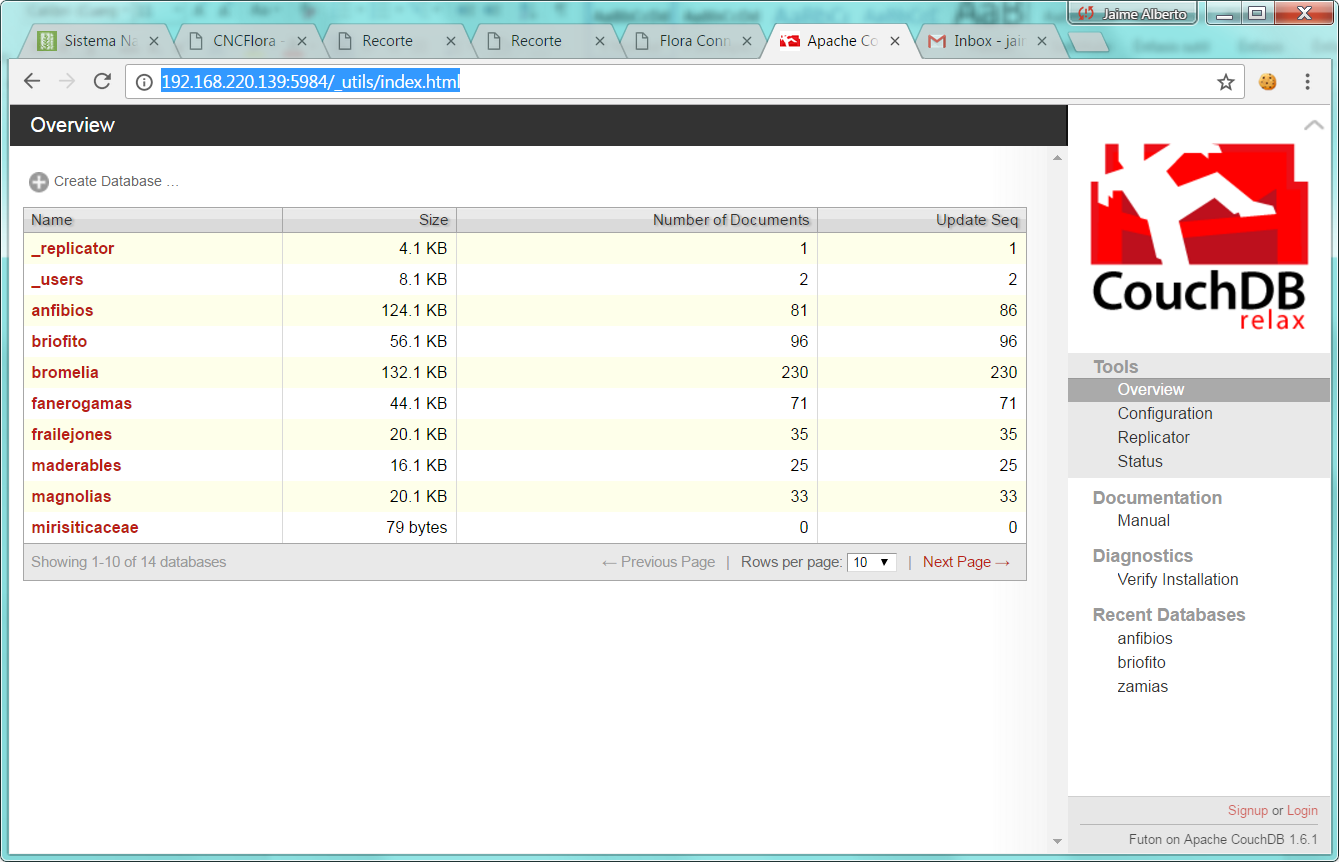 Jaime Alberto
Sistema Na
CNCFlora -
Recorte
Recorte
Flora Conn
Apache Co
Inbox - jair
192.168.220.139:5984/_utils/index.html
Overview
Create Database ...
Name Size Number of Documents Update Seq
_replicator 4.1 KB 1 1
_users 8.1 KB 2 2
anfibios 124.1 KB 81 86
briofito 56.1 KB 96 96
bromelia 132.1 KB 230 230
fanerogamas 44.1 KB 71 71
frailejones 20.1 KB 35 35
maderables 16.1 KB 25 25
magnolias 20.1 KB 33 33
mirisiticaceae 79 bytes 0 0
Showing 1-10 of 14 databases ← Previous Page | Rows per page: 10 | Next Page →
CouchDB
relax
Tools
Overview
Configuration
Replicator
Status
Documentation
Manual
Diagnostics
Verify Installation
Recent Databases
anfibios
briofito
zamias
Signup or Login
Futon on Apache CouchDB 1.6.1